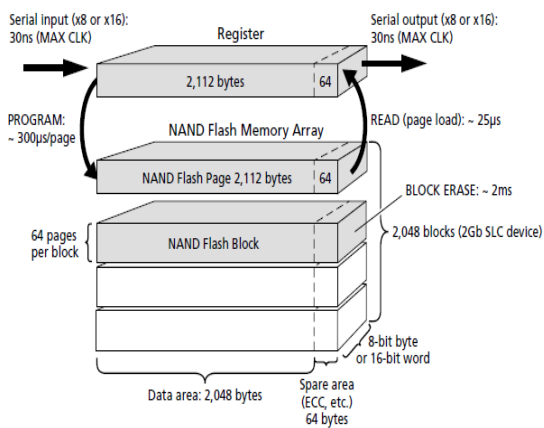 Serial input (x8 or x16):
30ns (MAX CLK)
Serial output (x8 or x16):
30ns (MAX CLK)
Register
2,112 bytes
64
PROGRAM:
~ 300µs/page
READ (page load): ~ 25µs
NAND Flash Memory Array
NAND Flash Page 2,112 bytes
64
BLOCK ERASE: ~ 2ms
64 pages
per block
NAND Flash Block
2,048 blocks (2Gb SLC device)
8-bit byte
or 16-bit word
Data area: 2,048 bytes
Spare area
(ECC, etc.)
64 bytes